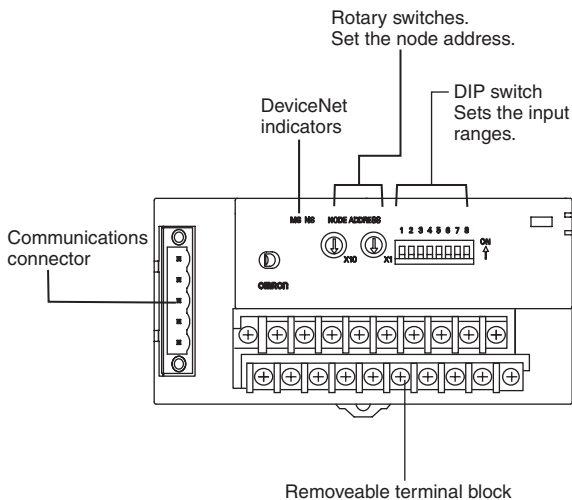 Rotary switches.
Set the node address.
DeviceNet
indicators
DIP switch
Sets the input
ranges.
MS NS NODE ADDRESS
1 2 3 4 5 6 7 8
ON
X10 X1
OMRON
Communications
connector
Removeable terminal block